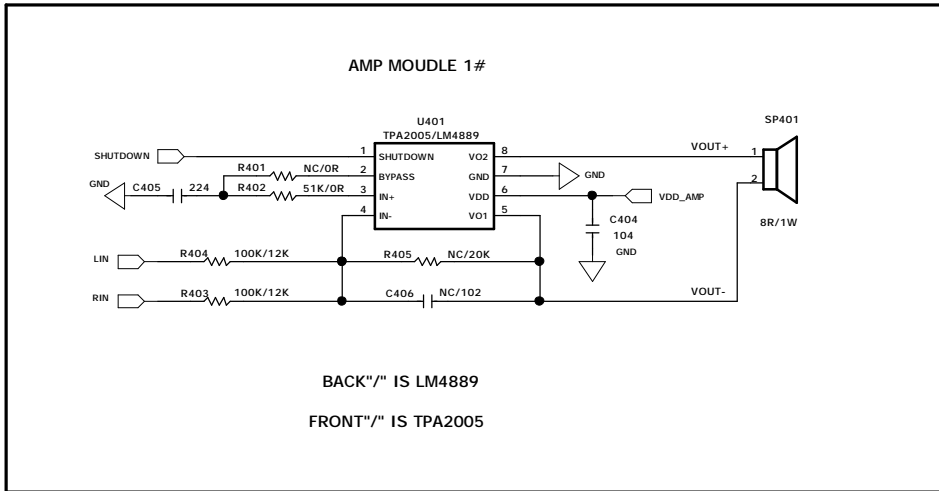 AMP MOUDLE 1#
U401
TPA2005/LM4889
SP401
SHUTDOWN
1
SHUTDOWN
VO2
8
VOUT+
1
R401
NC/0R
2
BYPASS
GND
7
GND
2
GND
C405
224
R402
51K/0R
3
IN+
VDD
6
VDD_AMP
4
IN-
VO1
5
C404
104
GND
8R/1W
LIN
R404
100K/12K
R405
NC/20K
RIN
R403
100K/12K
C406
NC/102
VOUT-
BACK"/" IS LM4889
FRONT"/" IS TPA2005